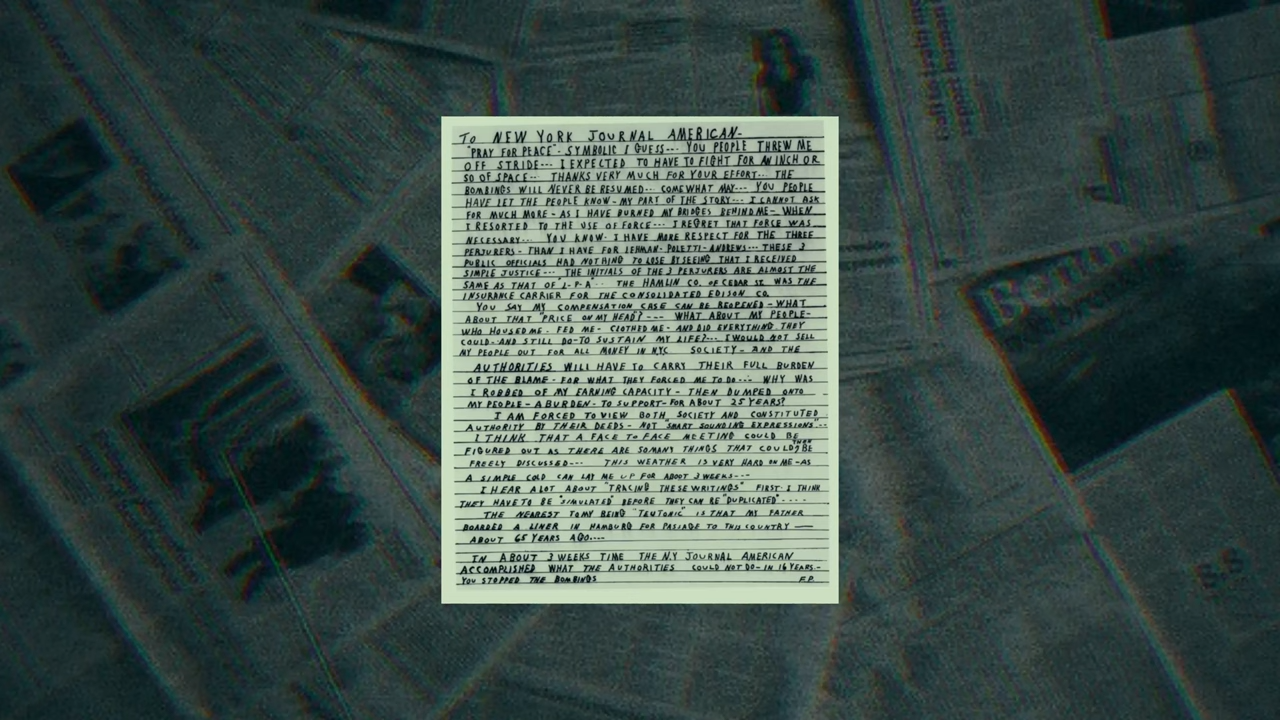 TO NEW YORK JOURNAL AMERICAN-
"PRAY FOR PEACE"- SYMBOLIC I GUESS--- YOU PEOPLE THREW ME
OFF STRIDE--- I EXPECTED TO HAVE TO FIGHT FOR AN INCH OR
SO OF SPACE-- THANKS VERY MUCH FOR YOUR EFFORT--- THE
BOMBINGS WILL NEVER BE RESUMED-- COMEWHAT MAY--- YOU PEOPLE
HAVE LET THE PEOPLE KNOW- MY PART OF THE STORY--- I CANNOT ASK
FOR MUCH MORE- AS I HAVE BURNED MY BRIDGES BEHIND ME- WHEN
I RESORTED TO THE USE OF FORCE--- I REGRET THAT FORCE WAS
NECESSARY--- YOU KNOW- I HAVE MORE RESPECT FOR THE THREE
PERJURERS- THAN I HAVE FOR LEHMAN- POLETTI- ANDREWS--- THESE 3
PUBLIC OFFICIALS HAD NOTHING TO LOSE BY SEEING THAT I RECEIVED
SIMPLE JUSTICE--- THE INITIALS OF THE 3 PERJURERS ARE ALMOST THE
SAME AS THAT OF L-P-A-- THE HAMLIN CO. OF CEDAR ST. WAS THE
INSURANCE CARRIER FOR THE CONSOLIDATED EDISON CO.
YOU SAY MY COMPENSATION CASE CAN BE REOPENED- WHAT
ABOUT THAT "PRICE ON MY HEAD"? --- WHAT ABOUT MY PEOPLE-
WHO HOUSED ME- FED ME- CLOTHED ME- AND DID EVERYTHING THEY
COULD- AND STILL DO- TO SUSTAIN MY LIFE?--- I WOULD NOT SELL
MY PEOPLE OUT FOR ALL MONEY IN NYC SOCIETY- AND THE
AUTHORITIES WILL HAVE TO CARRY THEIR FULL BURDEN
OF THE BLAME- FOR WHAT THEY FORCED ME TO DO--- WHY WAS
I ROBBED OF MY EARNING CAPACITY- THEN DUMPED ONTO
MY PEOPLE- A BURDEN- TO SUPPORT- FOR ABOUT 25 YEARS?
I AM FORCED TO VIEW BOTH SOCIETY AND CONSTITUTED
AUTHORITY BY THEIR DEEDS- NOT "SMART SOUNDING EXPRESSIONS"--
I THINK THAT A FACE TO FACE MEETING COULD BE
FIGURED OUT AS THERE ARE SO MANY THINGS THAT COULD THEN BE
FREELY DISCUSSED--- THIS WEATHER IS VERY HARD ON ME- AS
A SIMPLE COLD CAN LAY ME UP FOR ABOUT 3 WEEKS---
I HEAR A LOT ABOUT "TRACING THESE WRITINGS" FIRST- I THINK
THEY HAVE TO BE "SIMULATED" BEFORE THEY CAN BE "DUPLICATED"----
THE NEAREST TO MY BEING "TEUTONIC" IS THAT MY FATHER
BOARDED A LINER IN HAMBURG FOR PASSAGE TO THIS COUNTRY —
ABOUT 65 YEARS AGO----
IN ABOUT 3 WEEKS TIME THE N.Y JOURNAL AMERICAN
ACCOMPLISHED WHAT THE AUTHORITIES COULD NOT DO- IN 16 YEARS.-
YOU STOPPED THE BOMBINGS F.P.